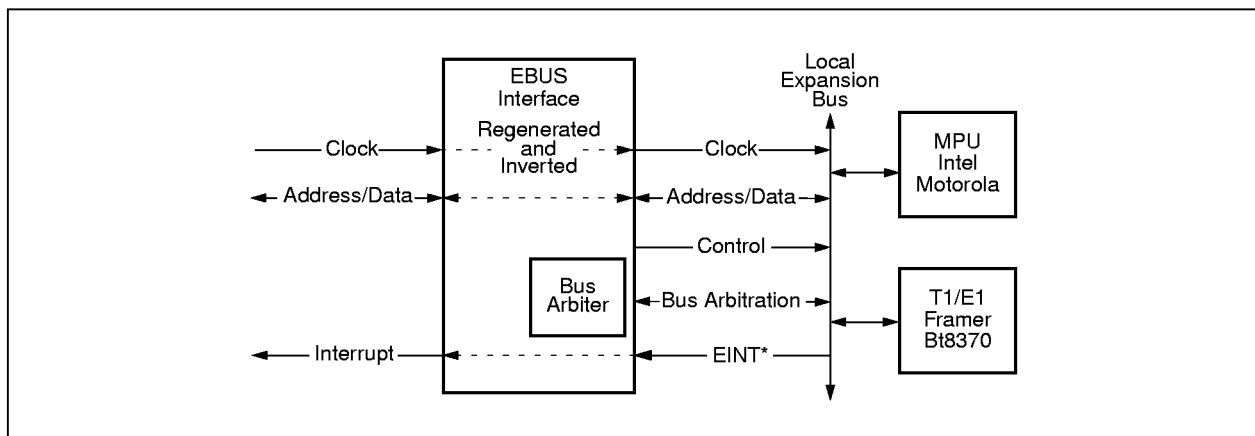 EBUS
Interface
Regenerated
and
Inverted
Local
Expansion
Bus
Clock
Clock
MPU
Intel
Motorola
Address/Data
Address/Data
Control
Bus
Arbiter
Bus Arbitration
T1/E1
Framer
Bt8370
Interrupt
EINT*